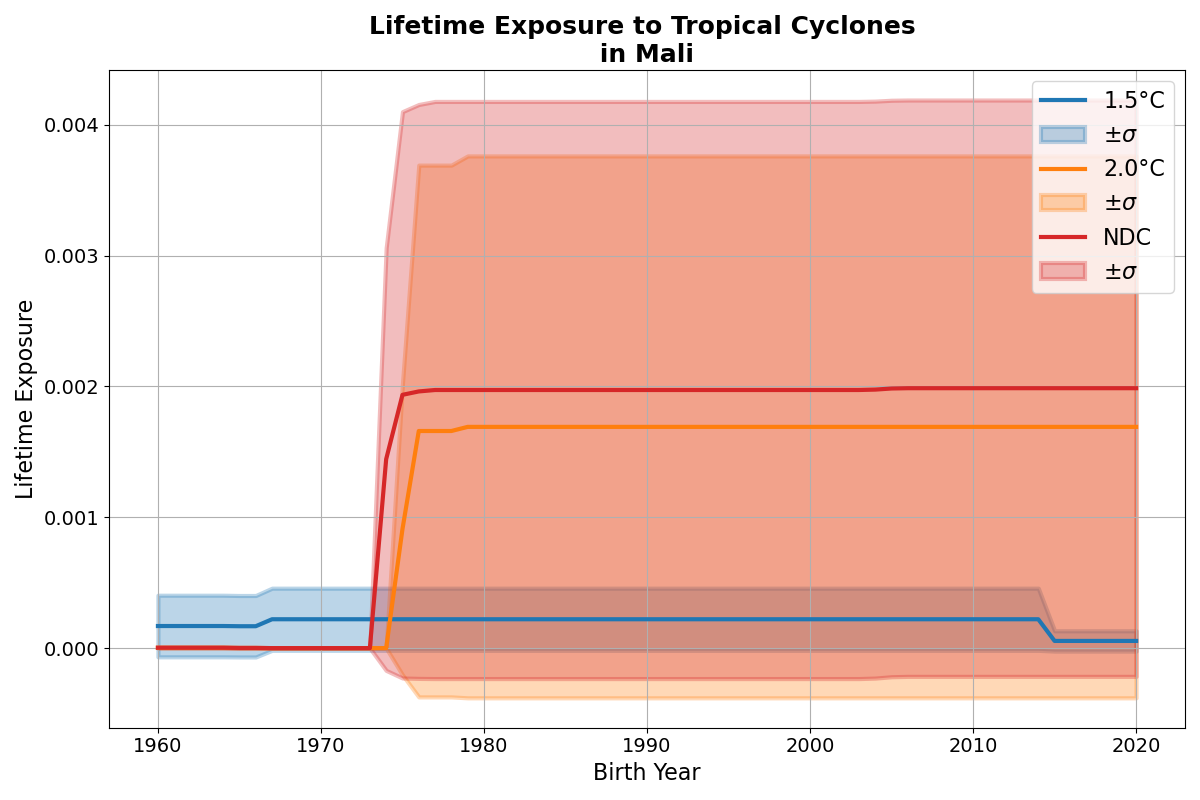 Lifetime Exposure to Tropical Cyclones
in Mali
Lifetime Exposure
0.004
0.003
0.002
0.001
0.000
1960 1970 1980 1990 2000 2010 2020
Birth Year
1.5°C
±σ
2.0°C
±σ
NDC
±σ